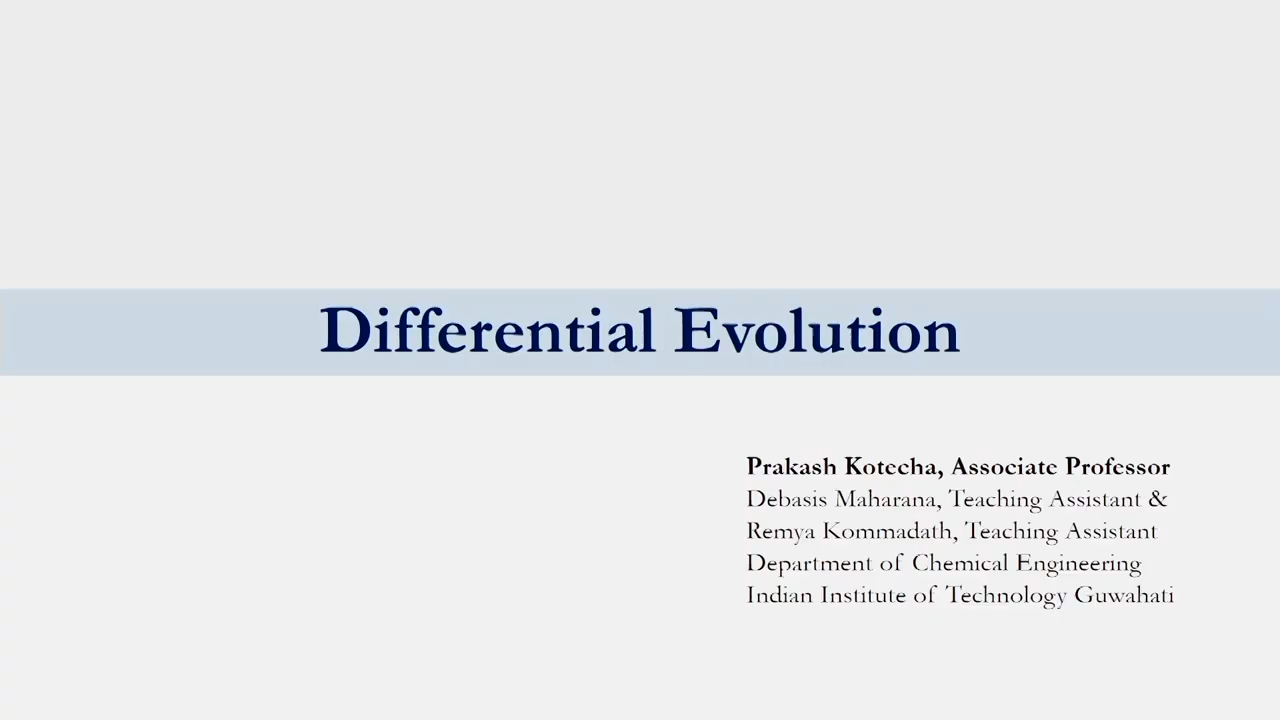 Differential Evolution
Prakash Kotecha, Associate Professor
Debasis Maharana, Teaching Assistant &
Remya Kommadath, Teaching Assistant
Department of Chemical Engineering
Indian Institute of Technology Guwahati